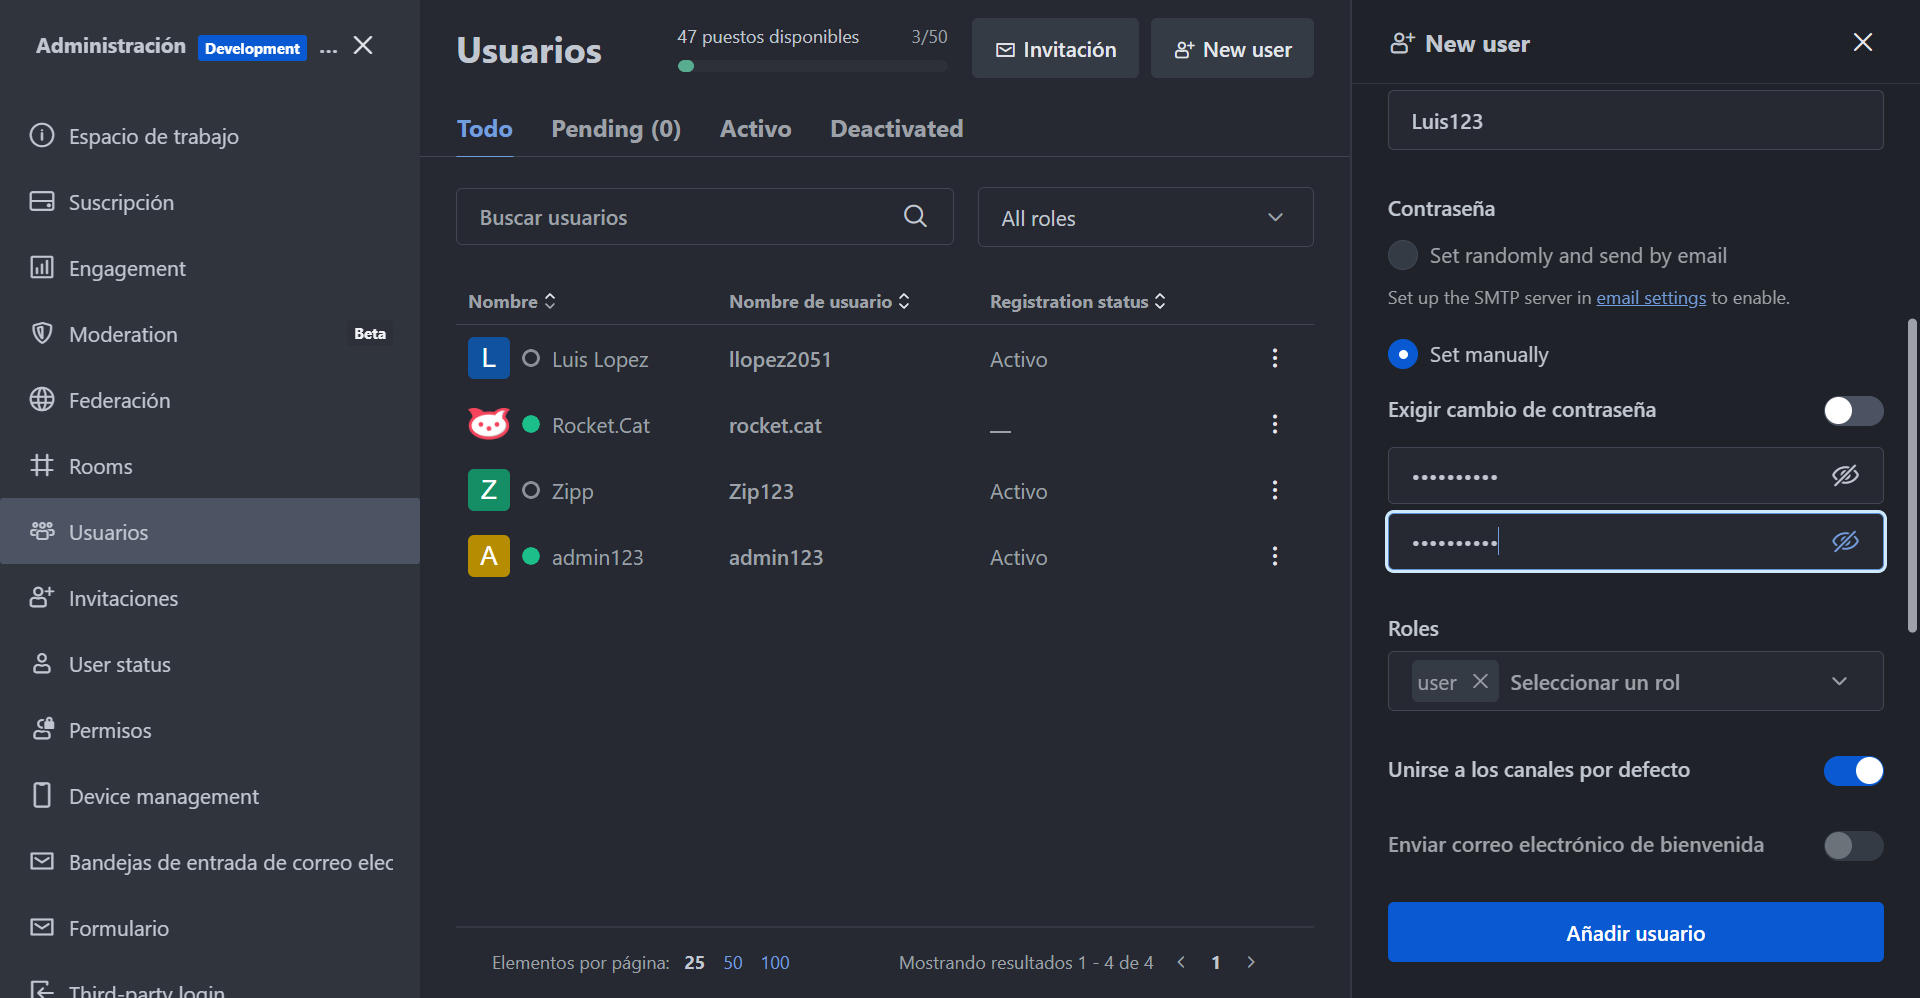 Administración Development ...
Espacio de trabajo
Suscripción
Engagement
Moderation Beta
Federación
Rooms
Usuarios
Invitaciones
User status
Permisos
Device management
Bandejas de entrada de correo elec
Formulario
Third-party login
Usuarios
47 puestos disponibles 3/50
Invitación
New user
Todo Pending (0) Activo Deactivated
Buscar usuarios
All roles
Nombre Nombre de usuario Registration status
L Luis Lopez llopez2051 Activo
Rocket.Cat rocket.cat —
Z Zipp Zip123 Activo
A admin123 admin123 Activo
Elementos por página: 25 50 100
Mostrando resultados 1 - 4 de 4 < 1 >
New user
Luis123
Contraseña
Set randomly and send by email
Set up the SMTP server in email settings to enable.
Set manually
Exigir cambio de contraseña
••••••••••
••••••••••
Roles
user Seleccionar un rol
Unirse a los canales por defecto
Enviar correo electrónico de bienvenida
Añadir usuario